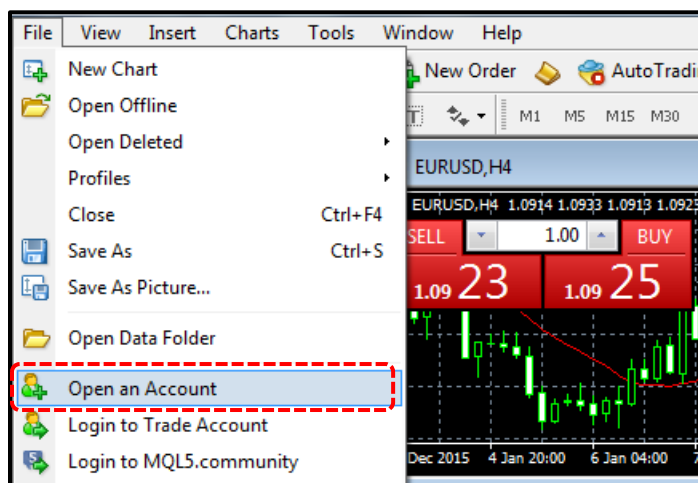 File View Insert Charts Tools Window Help
New Chart
Open Offline
Open Deleted
Profiles
Close Ctrl+F4
Save As Ctrl+S
Save As Picture...
Open Data Folder
Open an Account
Login to Trade Account
Login to MQL5.community
New Order AutoTradi
T M1 M5 M15 M30
EURUSD,H4
EURUSD,H4 1.0914 1.0933 1.0913 1.0923
SELL 1.00 BUY
1.09 23 1.09 25
Dec 2015 4 Jan 20:00 6 Jan 04:00